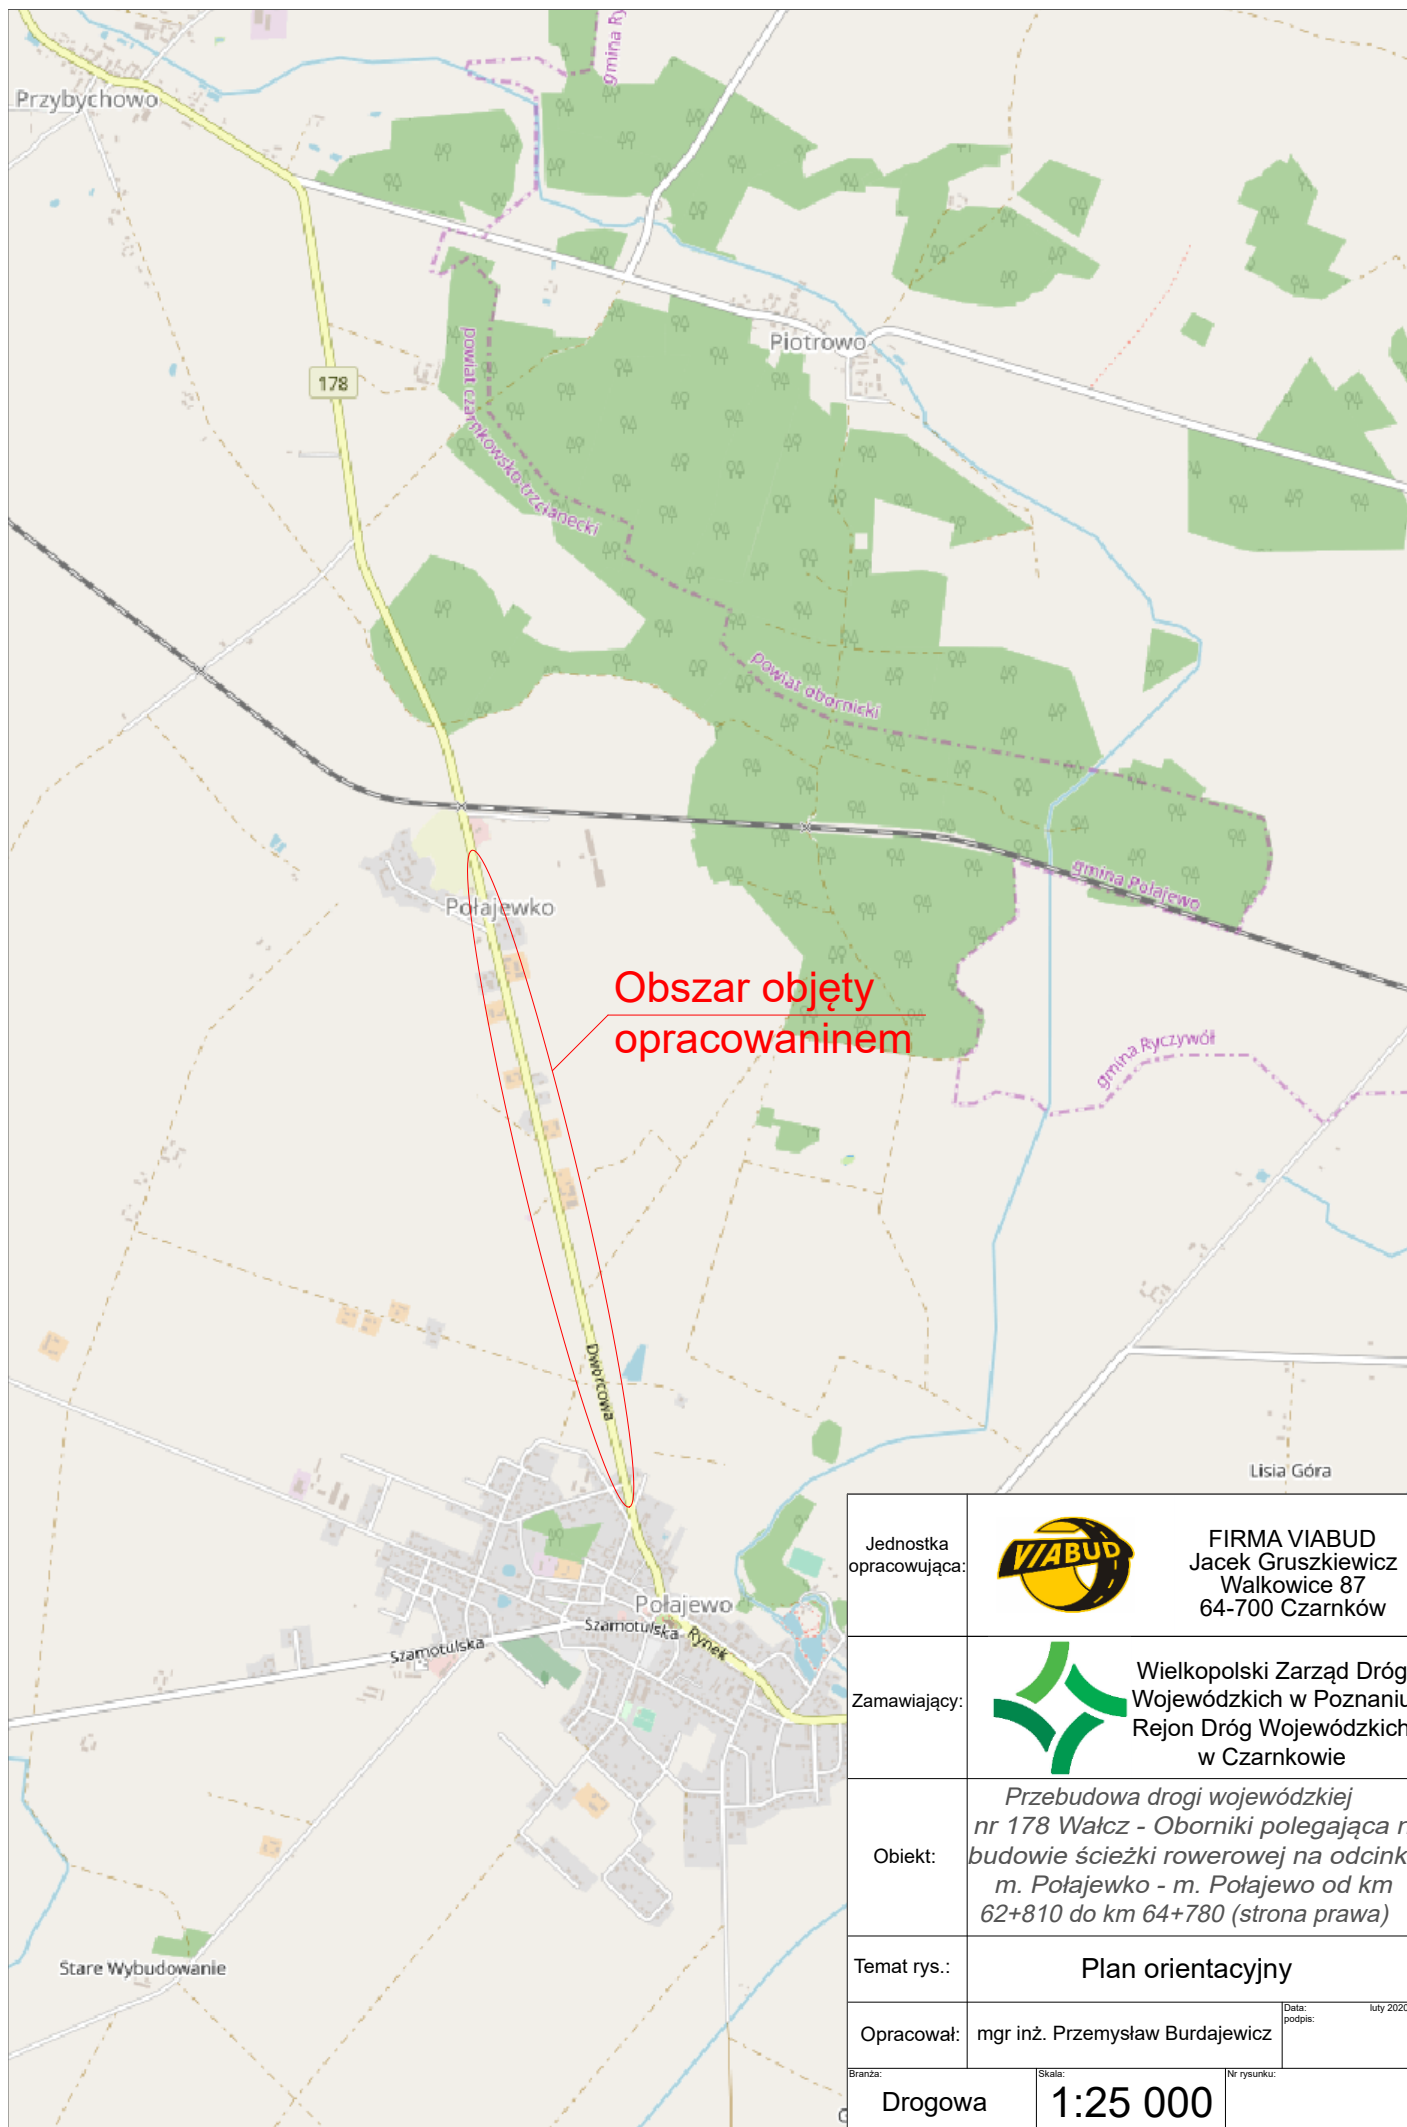 gmina Ry
Przybychowo
Piotrowo
178
powiat czarnkowsko-trzcianecki
powiat obornicki
gmina Połajewo
Połajewko
Obszar objęty
opracowaninem
gmina Ryczywół
Dworcowa
Lisia Góra
Połajewo
Szamotulska
Rynek
Szamotulska
Stare Wybudowanie
Jednostka
opracowująca:
VIABUD
FIRMA VIABUD
Jacek Gruszkiewicz
Walkowice 87
64-700 Czarnków
Zamawiający:
Wielkopolski Zarząd Dróg
Wojewódzkich w Poznaniu
Rejon Dróg Wojewódzkich
w Czarnkowie
Obiekt:
Przebudowa drogi wojewódzkiej
nr 178 Wałcz - Oborniki polegająca n
budowie ścieżki rowerowej na odcink
m. Połajewko - m. Połajewo od km
62+810 do km 64+780 (strona prawa)
Temat rys.:
Plan orientacyjny
Opracował:
mgr inż. Przemysław Burdajewicz
Data: luty 2020
podpis:
Branża:
Drogowa
Skala:
1:25 000
Nr rysunku: